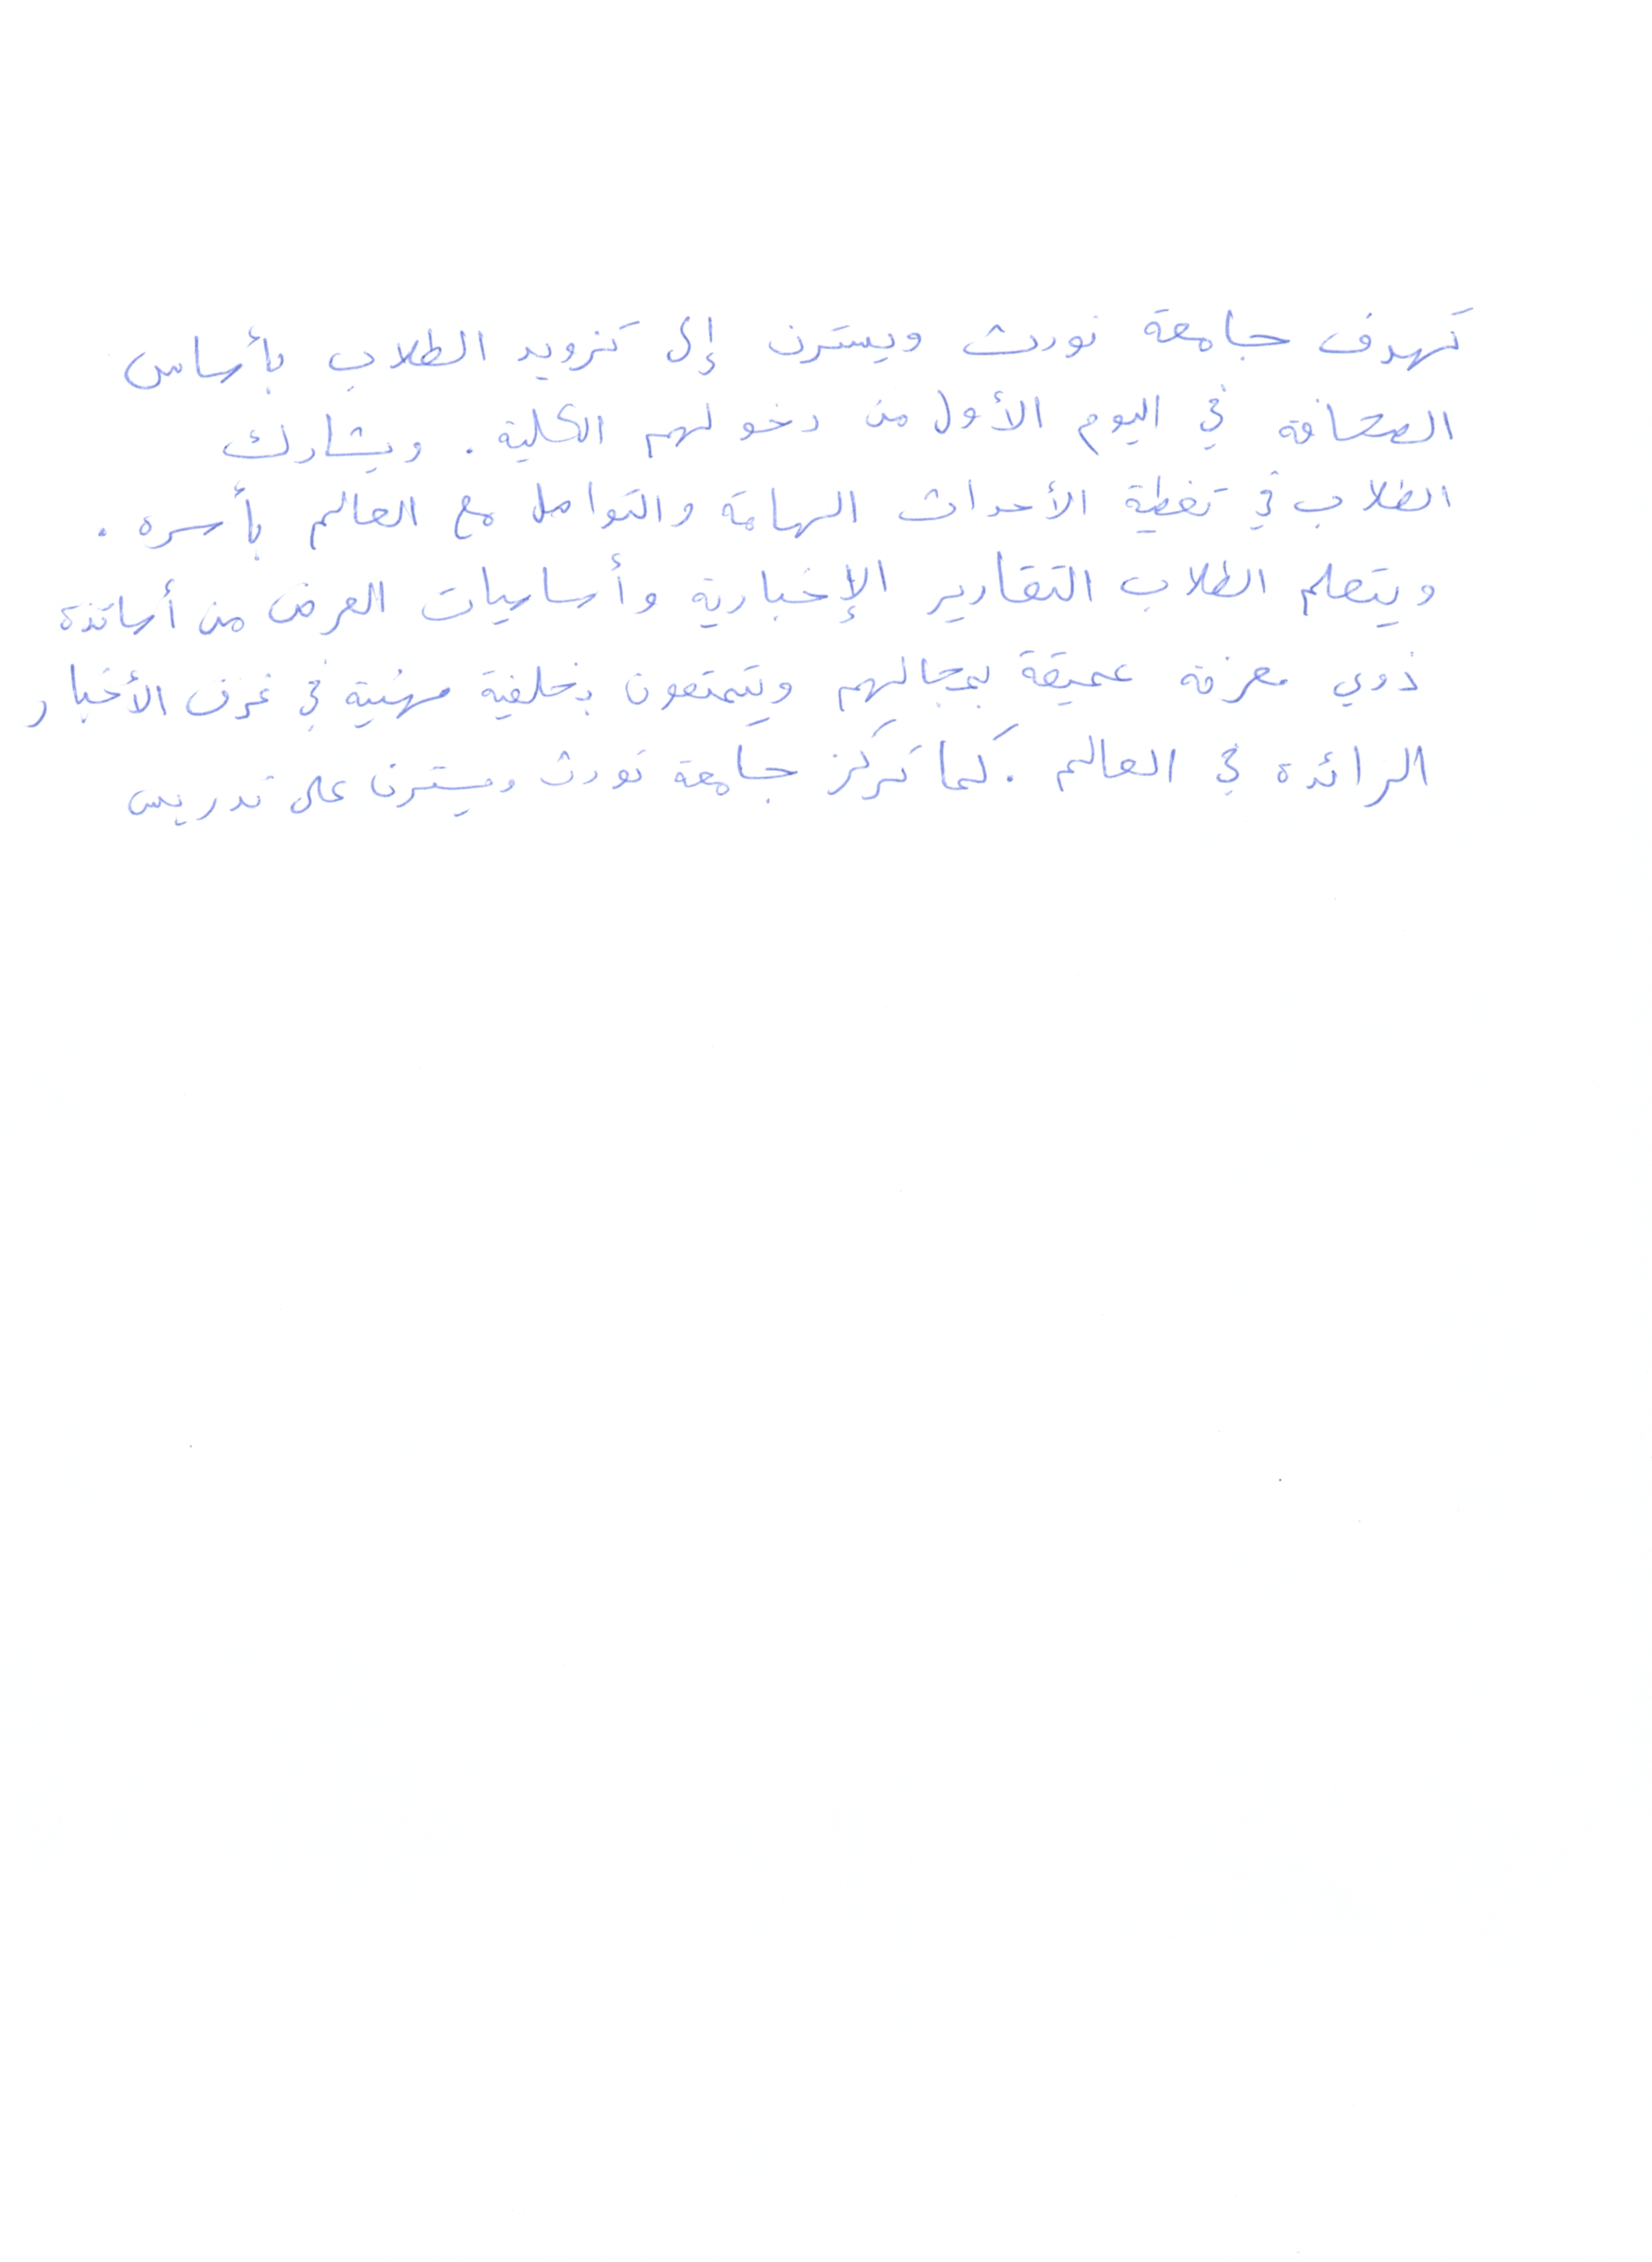 تهدف جامعة نورث ويسترن إلى تزويد الطلاب بأساس
الصحافة في اليوم الأول من دخولهم الكلية. ويشارك
الطلاب في تغطية الأحداث الهامة والتواصل مع العالم بأسره.
ويتعلم الطلاب التقارير الإخبارية وأساسيات العرض من أساتذة
ذوي معرفة عميقة بمجالهم ويتمتعون بخلفية مهنية في غرف الأخبار
الرائدة في العالم. كما تركز جامعة نورث ويسترن على تدريس